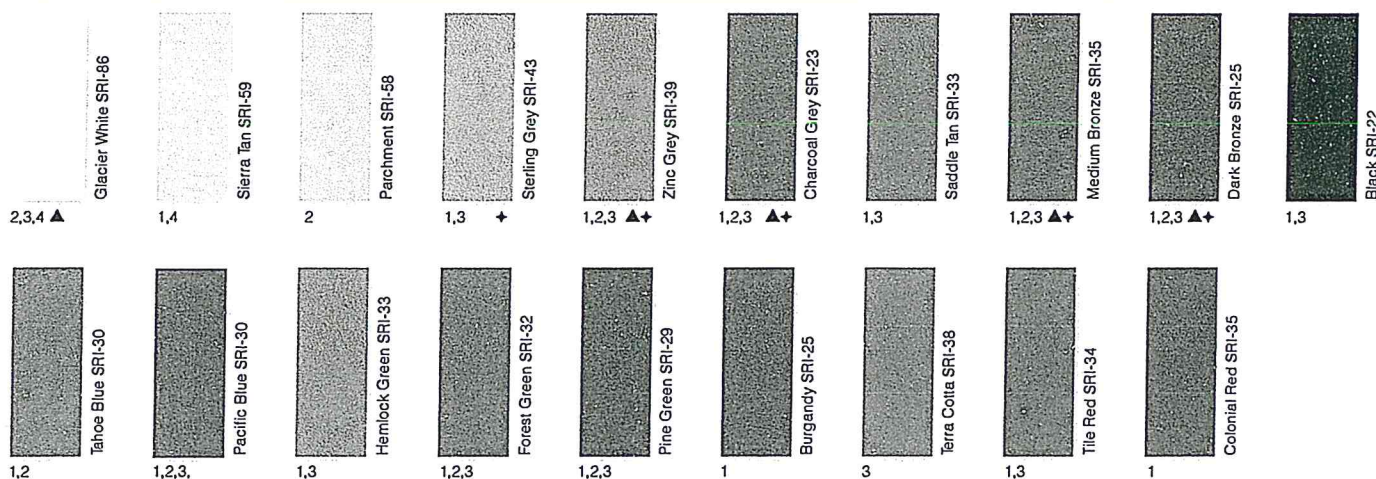 Glacier White SRI-86
2,3,4 ▲
Sierra Tan SRI-59
1,4
Parchment SRI-58
2
Sterling Grey SRI-43
1,3 ✦
Zinc Grey SRI-39
1,2,3 ▲✦
Charcoal Grey SRI-23
1,2,3 ▲✦
Saddle Tan SRI-33
1,3
Medium Bronze SRI-35
1,2,3 ▲✦
Dark Bronze SRI-25
1,2,3 ▲✦
Black SRI-22
1,3
Tahoe Blue SRI-30
1,2
Pacific Blue SRI-30
1,2,3,
Hemlock Green SRI-33
1,3
Forest Green SRI-32
1,2,3
Pine Green SRI-29
1,2,3
Burgandy SRI-25
1
Terra Cotta SRI-38
3
Tile Red SRI-34
1,3
Colonial Red SRI-35
1